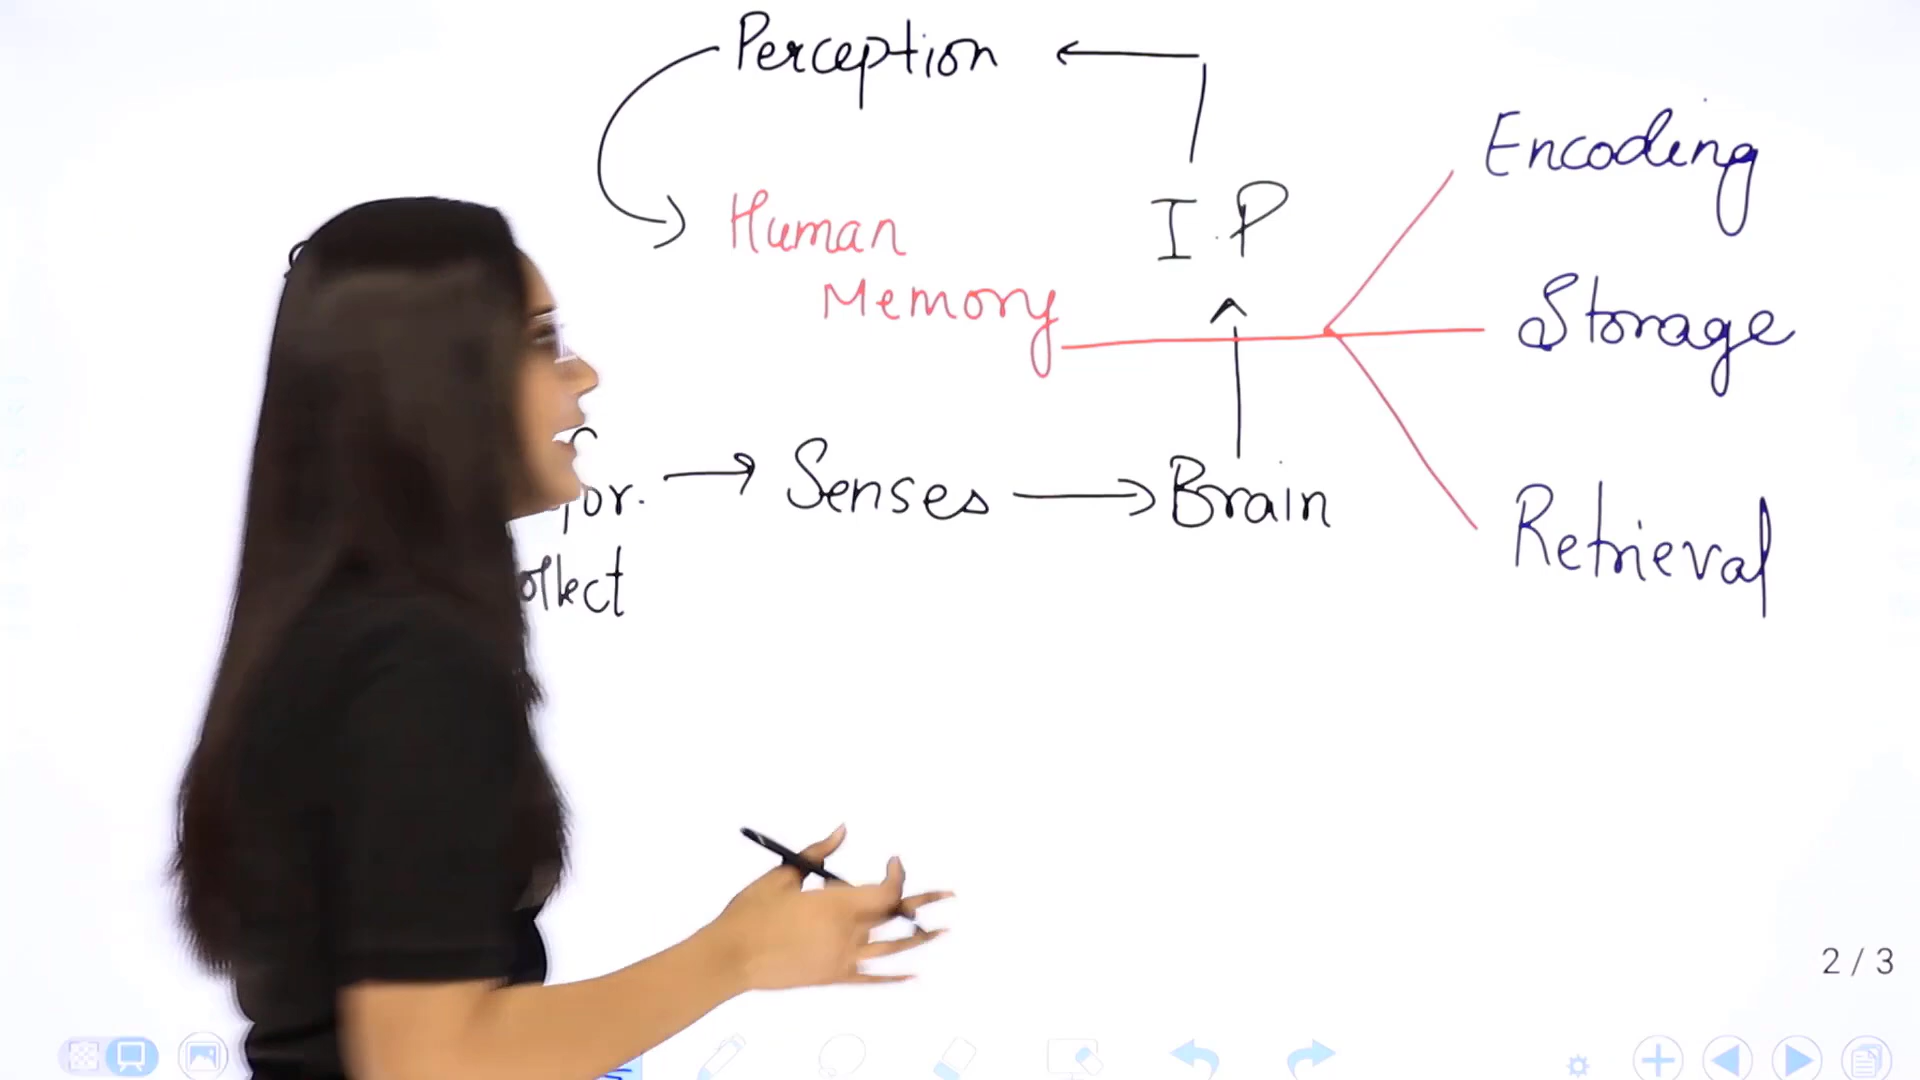 Perception
Encoding
I.P
Human
Memory
Storage
Senses
Brain
Retrieval
2 / 3